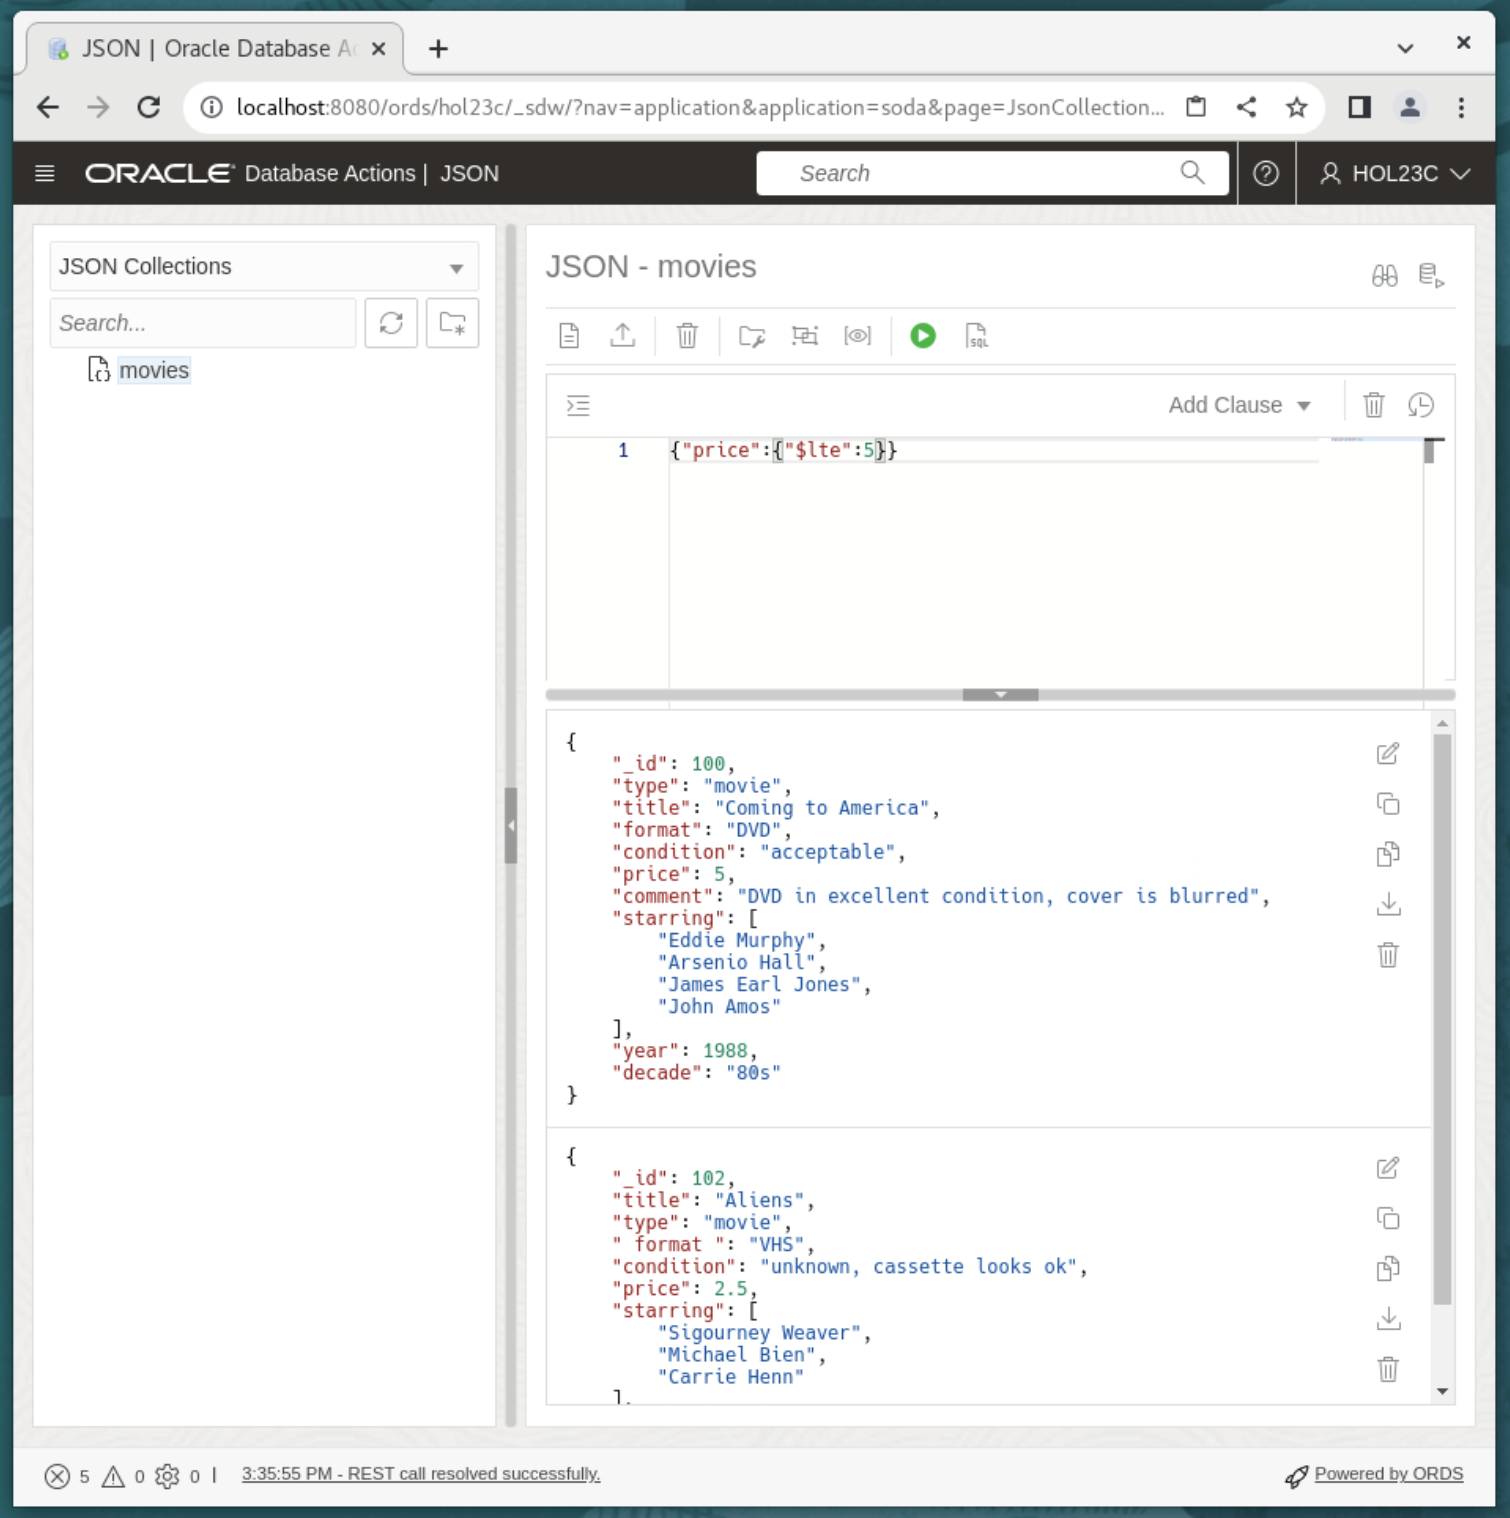 JSON | Oracle Database Ac
localhost:8080/ords/hol23c/_sdw/?nav=application&application=soda&page=JsonCollection...
ORACLE Database Actions | JSON
Search
HOL23C
JSON Collections
Search...
movies
JSON - movies
SQL
Add Clause
1 {"price":{"$lte":5}}
{
"_id": 100,
"type": "movie",
"title": "Coming to America",
"format": "DVD",
"condition": "acceptable",
"price": 5,
"comment": "DVD in excellent condition, cover is blurred",
"starring": [
"Eddie Murphy",
"Arsenio Hall",
"James Earl Jones",
"John Amos"
],
"year": 1988,
"decade": "80s"
}
{
"_id": 102,
"title": "Aliens",
"type": "movie",
" format ": "VHS",
"condition": "unknown, cassette looks ok",
"price": 2.5,
"starring": [
"Sigourney Weaver",
"Michael Bien",
"Carrie Henn"
],
5 0 0 | 3:35:55 PM - REST call resolved successfully.
Powered by ORDS